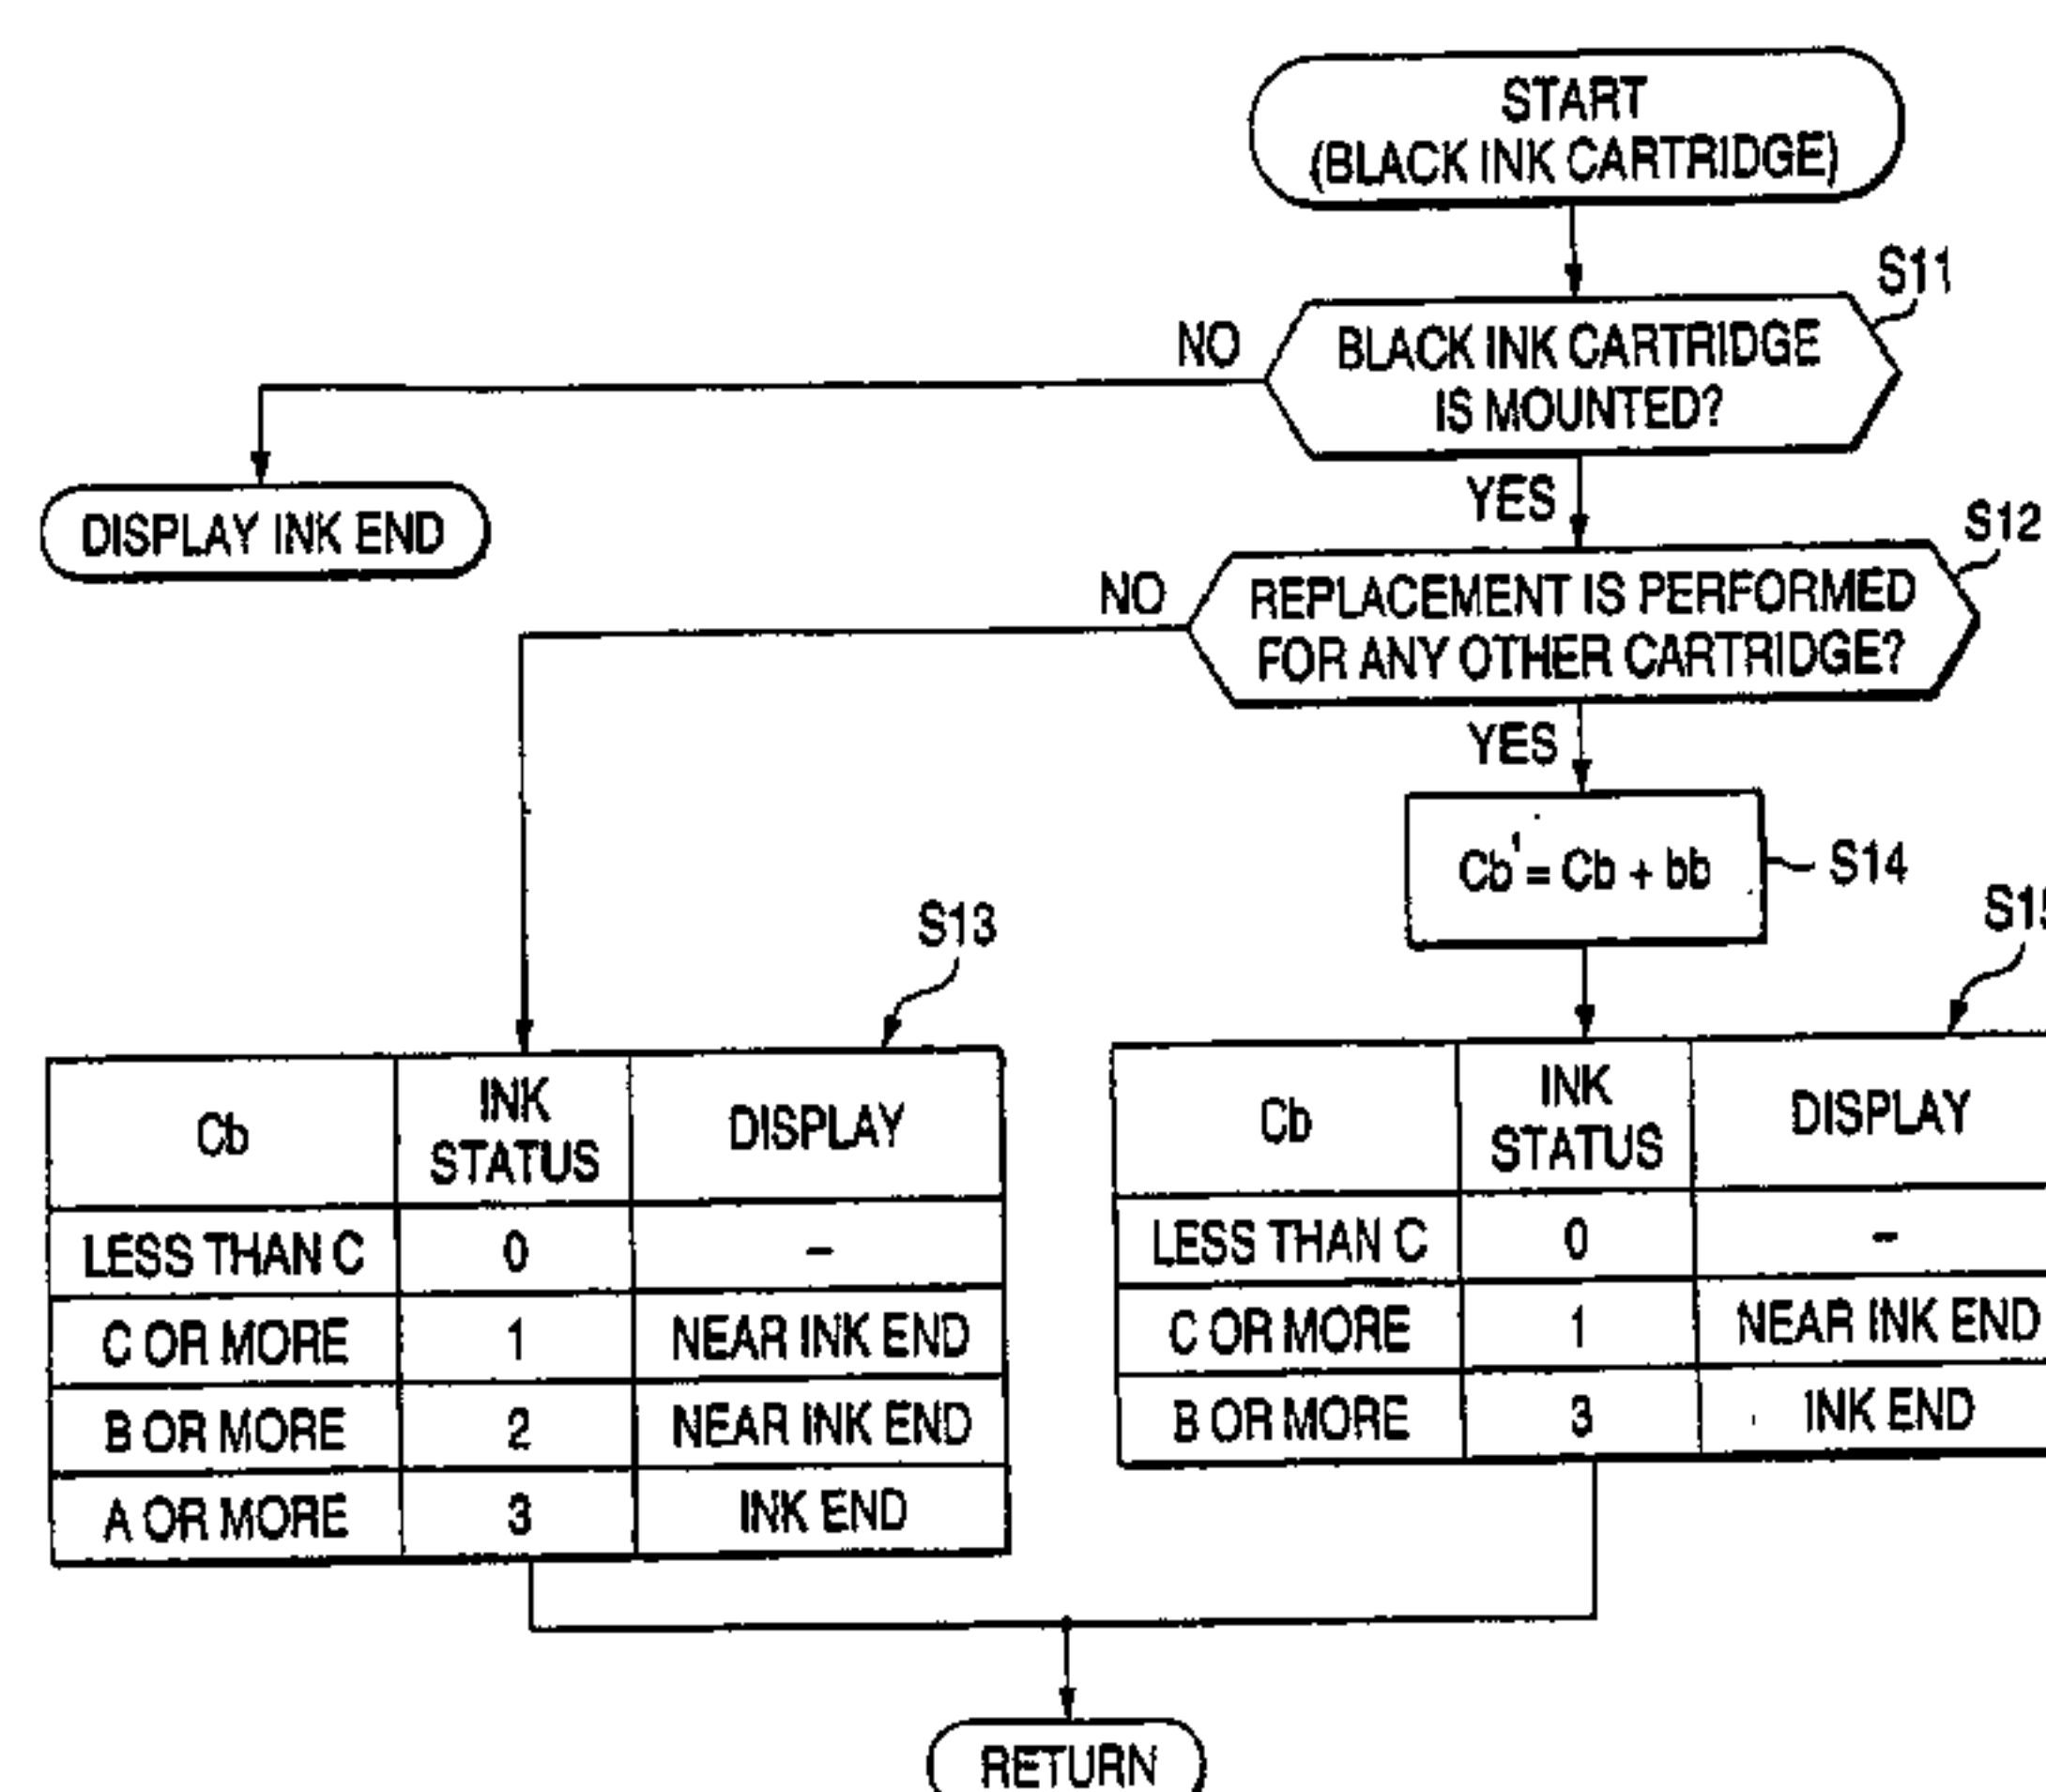 START
(BLACK INK CARTRIDGE)
S11
NO
BLACK INK CARTRIDGE
IS MOUNTED?
DISPLAY INK END
YES
S12
NO
REPLACEMENT IS PERFORMED
FOR ANY OTHER CARTRIDGE?
YES
Cb' = Cb + bb
S14
S13
S15
Cb
INK
STATUS
DISPLAY
LESS THAN C 0 –
C OR MORE 1 NEAR INK END
B OR MORE 2 NEAR INK END
A OR MORE 3 INK END
Cb
INK
STATUS
DISPLAY
LESS THAN C 0 –
C OR MORE 1 NEAR INK END
B OR MORE 3 INK END
RETURN